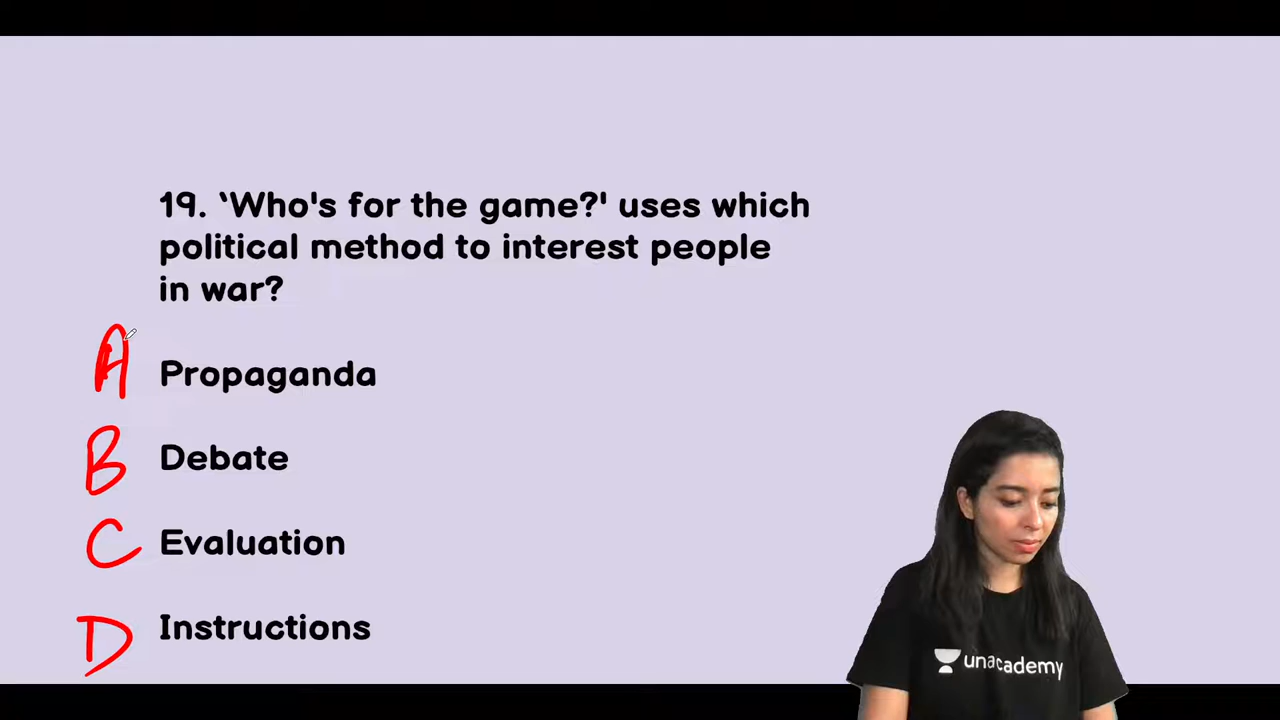 19. ‘Who's for the game?' uses which
political method to interest people
in war?
A Propaganda
B Debate
C Evaluation
D Instructions
unacademy